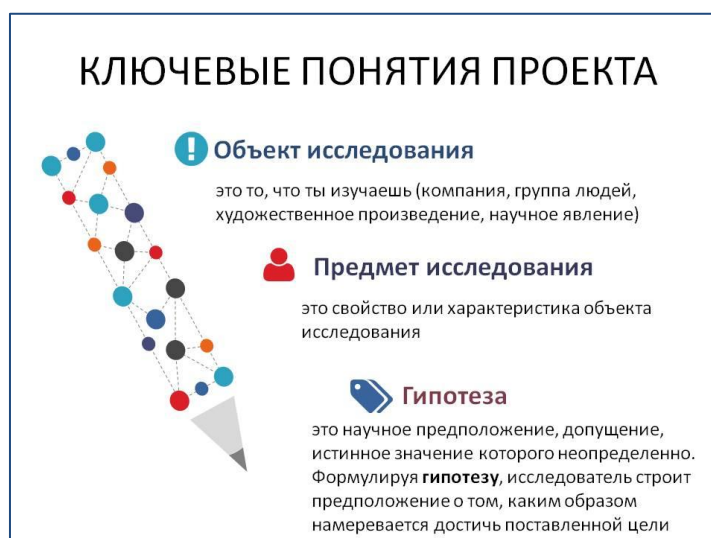 КЛЮЧЕВЫЕ ПОНЯТИЯ ПРОЕКТА
Объект исследования
это то, что ты изучаешь (компания, группа людей,
художественное произведение, научное явление)
Предмет исследования
это свойство или характеристика объекта
исследования
Гипотеза
это научное предположение, допущение,
истинное значение которого неопределенно.
Формулируя гипотезу, исследователь строит
предположение о том, каким образом
намеревается достичь поставленной цели